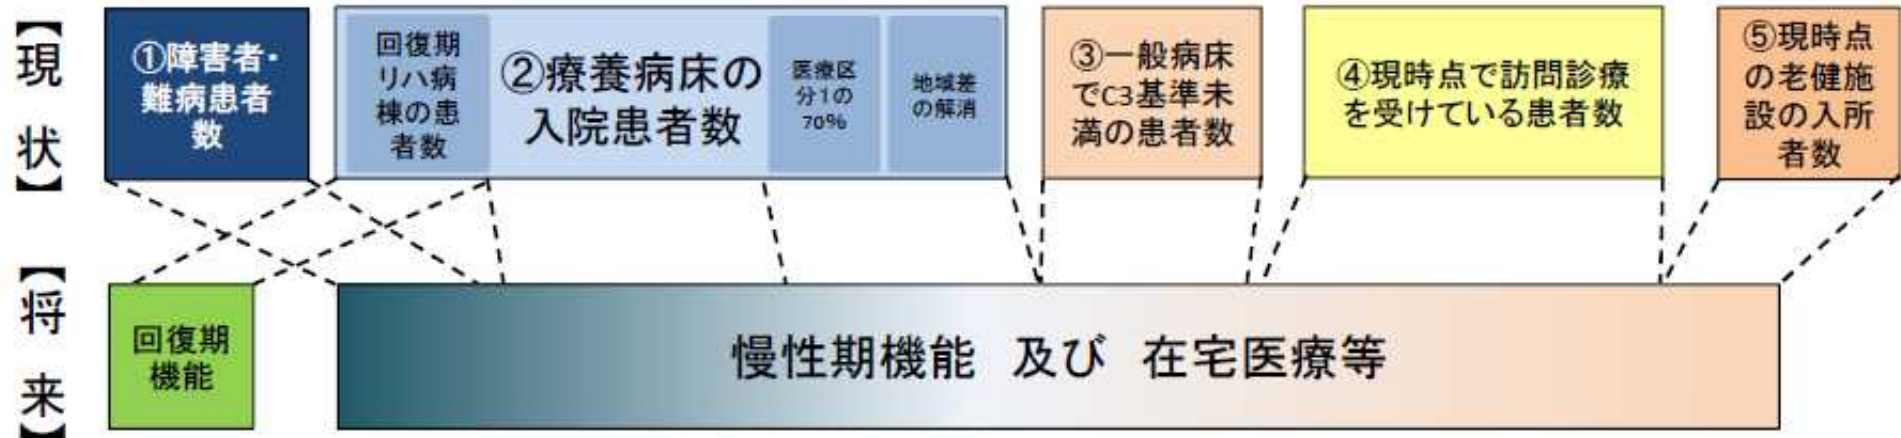 【現状】
①障害者・
難病患者
数
回復期
リハ病
棟の患
者数
②療養病床の
入院患者数
医療区
分1の
70%
地域差
の解消
③一般病床
でC3基準未
満の患者数
④現時点で訪問診療
を受けている患者数
⑤現時点
の老健施
設の入所
者数
【将来】
回復期
機能
慢性期機能 及び 在宅医療等